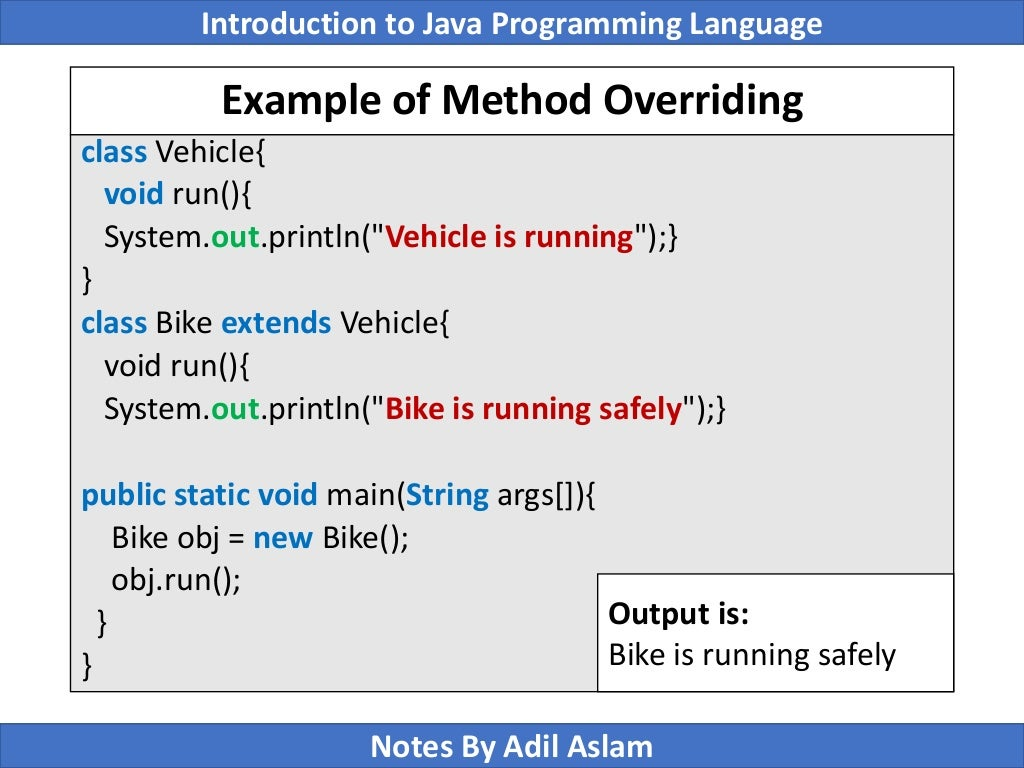 Introduction to Java Programming Language
Example of Method Overriding
class Vehicle{
void run(){
System.out.println("Vehicle is running");}
}
class Bike extends Vehicle{
void run(){
System.out.println("Bike is running safely");}
public static void main(String args[]){
Bike obj = new Bike();
obj.run();
}
}
Output is:
Bike is running safely
Notes By Adil Aslam